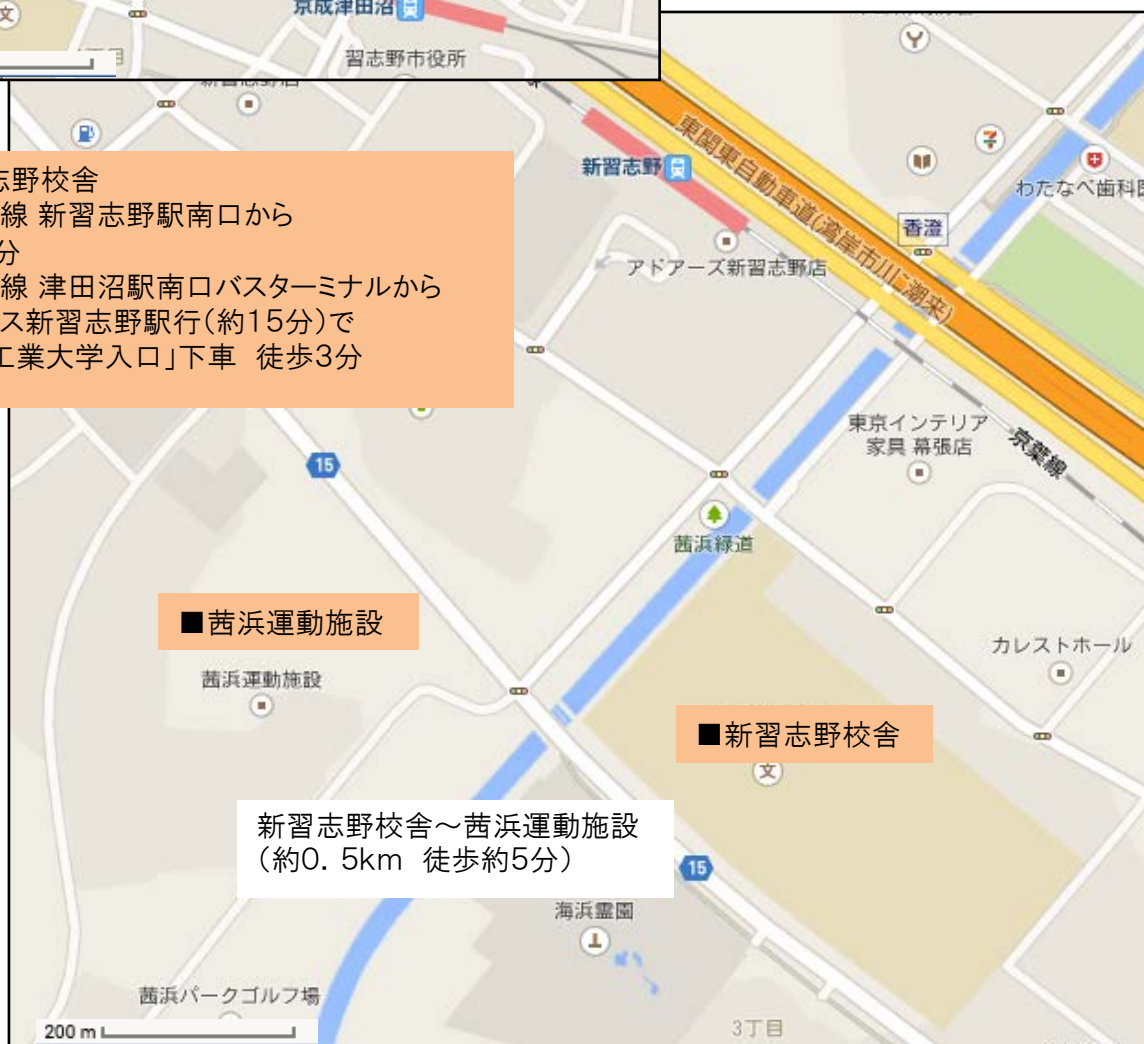 京成津田沼
習志野市役所
文
新習志野
東関東自動車道(湾岸市川~潮来)
香澄
わたなべ歯科医
アドアーズ新習志野店
志野校舎
線 新習志野駅南口から
分
線 津田沼駅南口バスターミナルから
ス新習志野駅行(約15分)で
工業大学入口」下車 徒歩3分
東京インテリア
家具 幕張店
京葉線
15
茜浜緑道
■茜浜運動施設
茜浜運動施設
カレストホール
■新習志野校舎
文
新習志野校舎~茜浜運動施設
(約0. 5km 徒歩約5分)
15
海浜霊園
茜浜パークゴルフ場
200 m
3丁目